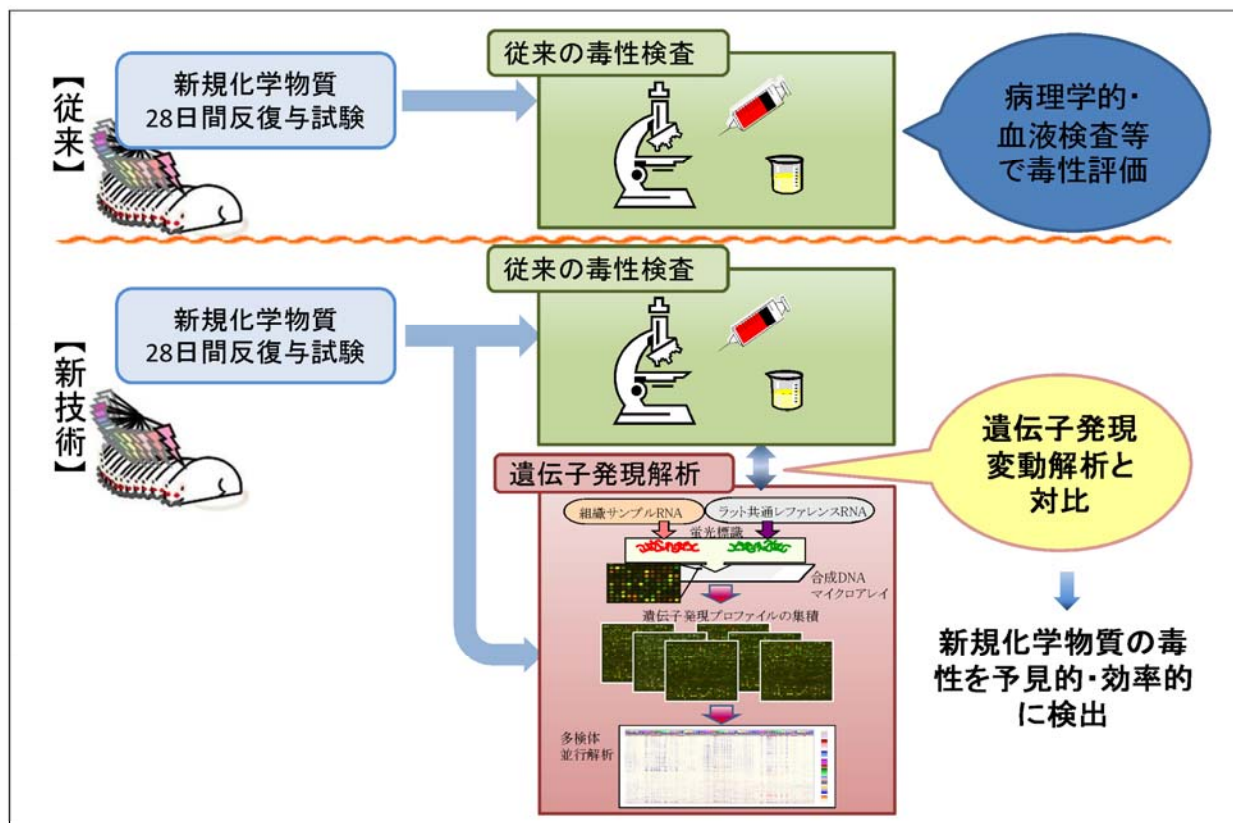 【従来】
新規化学物質
28日間反復与試験
従来の毒性検査
病理学的・
血液検査等
で毒性評価
【新技術】
新規化学物質
28日間反復与試験
従来の毒性検査
遺伝子発現
変動解析と
対比
遺伝子発現解析
組織サンプルRNA
ラット共通レファレンスRNA
蛍光標識
合成DNA
マイクロアレイ
遺伝子発現プロファイルの集積
多検体
並行解析
新規化学物質の毒
性を予見的・効率的
に検出